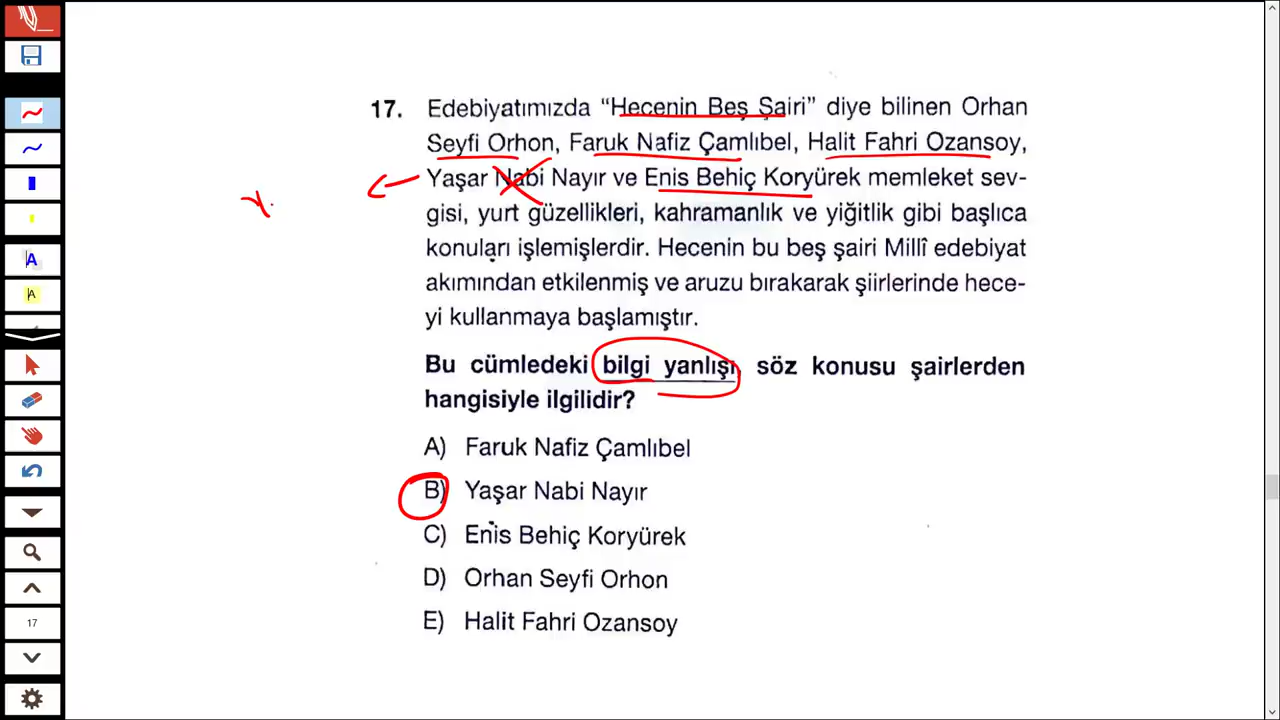 17. Edebiyatımızda “Hecenin Beş Şairi” diye bilinen Orhan
Seyfi Orhon, Faruk Nafiz Çamlıbel, Halit Fahri Ozansoy,
Yaşar Nabi Nayır ve Enis Behiç Koryürek memleket sev-
gisi, yurt güzellikleri, kahramanlık ve yiğitlik gibi başlıca
konuları işlemişlerdir. Hecenin bu beş şairi Millî edebiyat
akımından etkilenmiş ve aruzu bırakarak şiirlerinde hece-
yi kullanmaya başlamıştır.
Bu cümledeki bilgi yanlışı söz konusu şairlerden
hangisiyle ilgilidir?
A) Faruk Nafiz Çamlıbel
B) Yaşar Nabi Nayır
C) Enis Behiç Koryürek
D) Orhan Seyfi Orhon
E) Halit Fahri Ozansoy
A
A
17